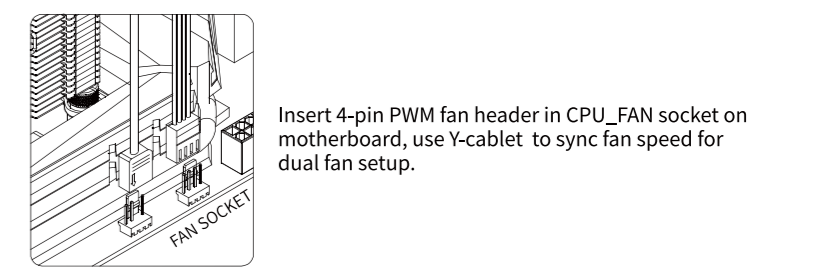 Insert 4-pin PWM fan header in CPU_FAN socket on
motherboard, use Y-cablet  to sync fan speed for
dual fan setup.
FAN SOCKET